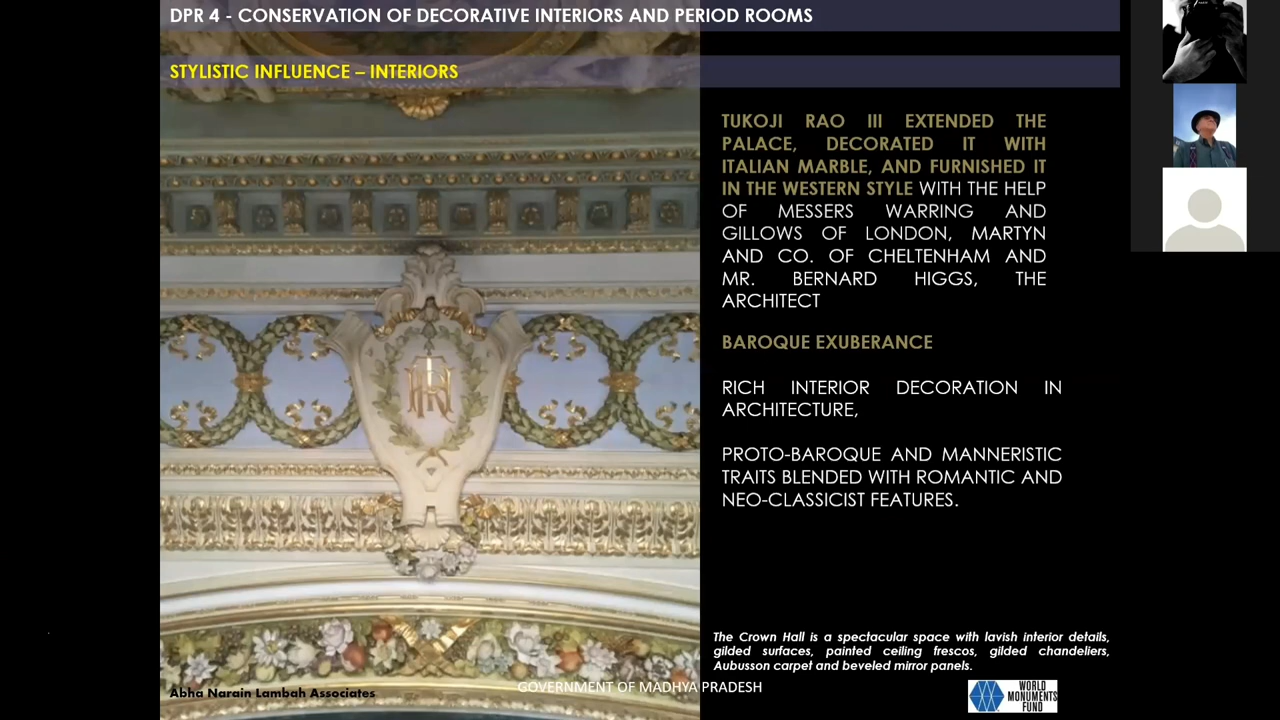 DPR 4 - CONSERVATION OF DECORATIVE INTERIORS AND PERIOD ROOMS
STYLISTIC INFLUENCE – INTERIORS
TUKOJI RAO III EXTENDED THE
PALACE, DECORATED IT WITH
ITALIAN MARBLE, AND FURNISHED IT
IN THE WESTERN STYLE WITH THE HELP
OF MESSERS WARRING AND
GILLOWS OF LONDON, MARTYN
AND CO. OF CHELTENHAM AND
MR. BERNARD HIGGS, THE
ARCHITECT
BAROQUE EXUBERANCE
RICH INTERIOR DECORATION IN
ARCHITECTURE,
PROTO-BAROQUE AND MANNERISTIC
TRAITS BLENDED WITH ROMANTIC AND
NEO-CLASSICIST FEATURES.
The Crown Hall is a spectacular space with lavish interior details,
gilded surfaces, painted ceiling frescos, gilded chandeliers,
Aubusson carpet and beveled mirror panels.
Abha Narain Lambah Associates
GOVERNMENT OF MADHYA PRADESH
WORLD
MONUMENTS
FUND